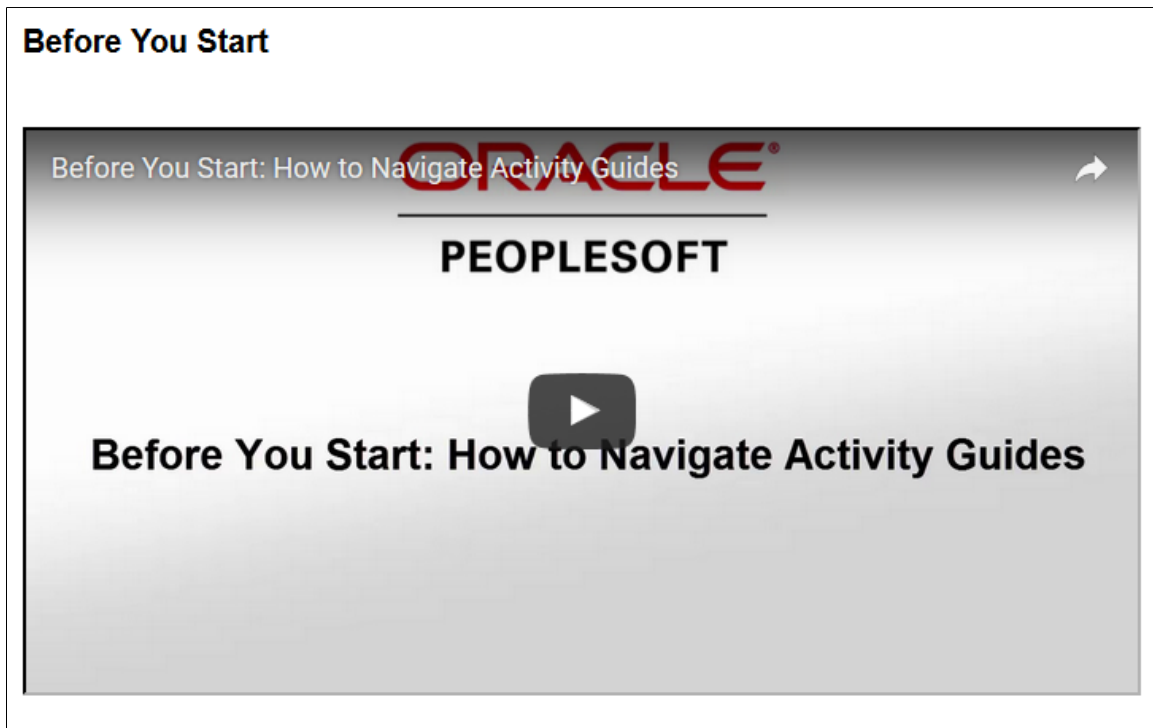 Before You Start
Before You Start: How to Navigate Activity Guides
ORACLE®
PEOPLESOFT
Before You Start: How to Navigate Activity Guides